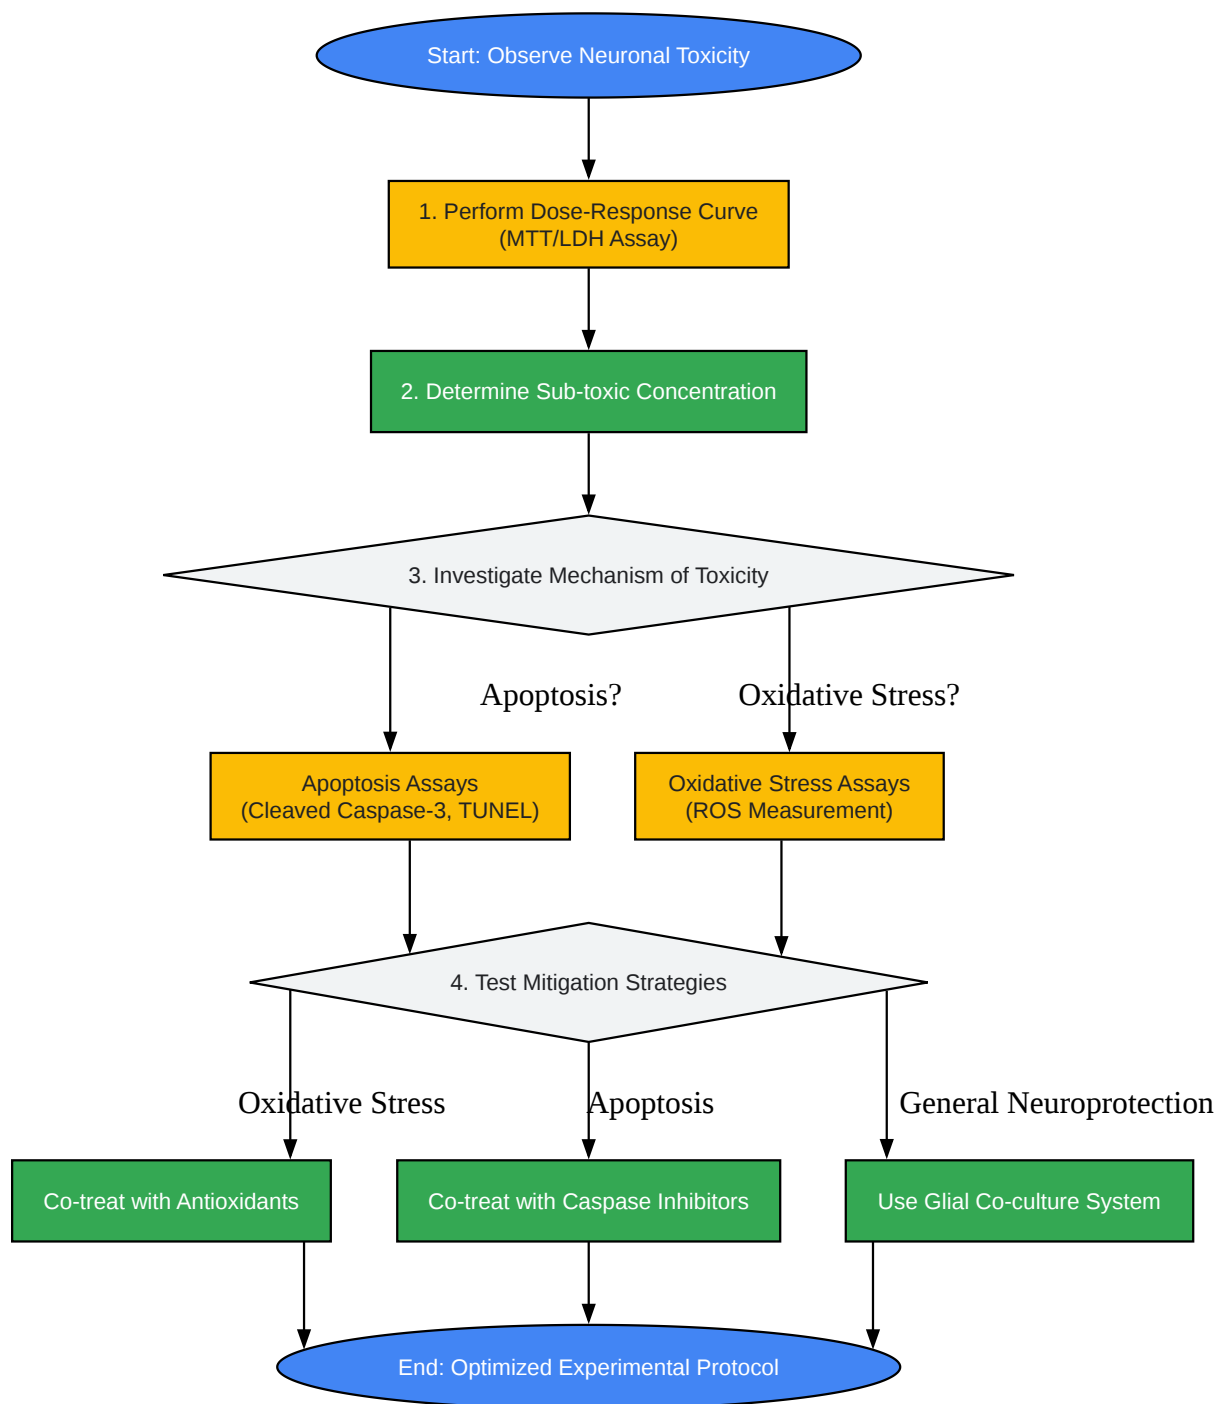 Start: Observe Neuronal Toxicity
1. Perform Dose-Response Curve
(MTT/LDH Assay)
2. Determine Sub-toxic Concentration
3. Investigate Mechanism of Toxicity
Apoptosis?
Oxidative Stress?
Apoptosis Assays
(Cleaved Caspase-3, TUNEL)
Oxidative Stress Assays
(ROS Measurement)
4. Test Mitigation Strategies
Oxidative Stress
Apoptosis
General Neuroprotection
Co-treat with Antioxidants
Co-treat with Caspase Inhibitors
Use Glial Co-culture System
End: Optimized Experimental Protocol